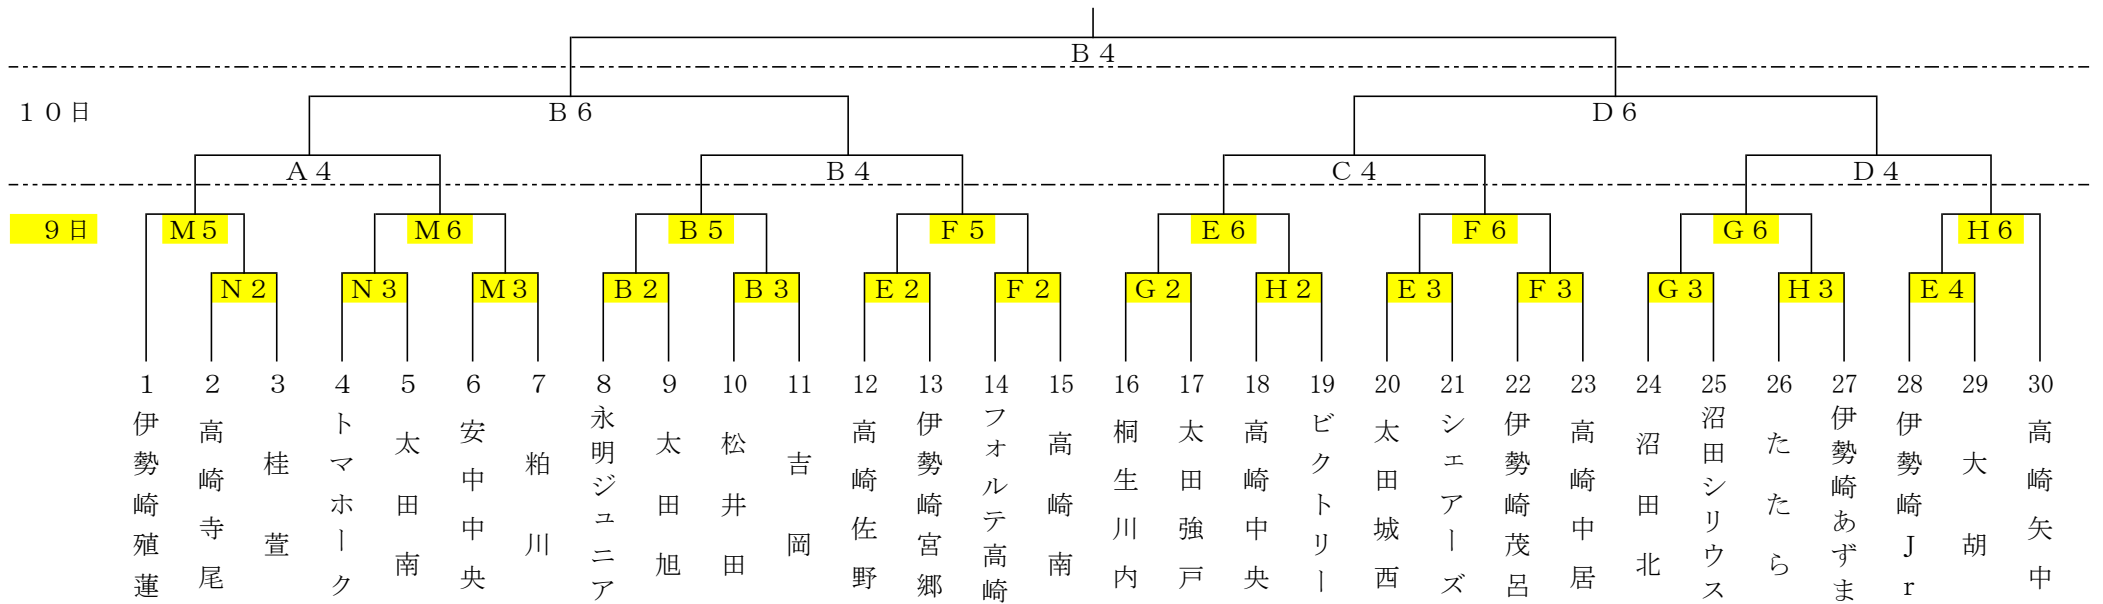 Ｂ４
１０日
Ｂ６ Ｄ６
Ａ４ Ｂ４ Ｃ４ Ｄ４
９日 Ｍ５ Ｍ６ Ｂ５ Ｆ５ Ｅ６ Ｆ６ Ｇ６ Ｈ６
Ｎ２ Ｎ３ Ｍ３ Ｂ２ Ｂ３ Ｅ２ Ｆ２ Ｇ２ Ｈ２ Ｅ３ Ｆ３ Ｇ３ Ｈ３ Ｅ４
1 2 3 4 5 6 7 8 9 10 11 12 13 14 15 16 17 18 19 20 21 22 23 24 25 26 27 28 29 30
伊勢崎殖蓮
高崎寺尾
桂萱
トマホーク
太田南
安中中央
粕川
永明ジュニア
太田旭
松井田
吉岡
高崎佐野
伊勢崎宮郷
フォルテ高崎
高崎南
桐生川内
太田強戸
高崎中央
ビクトリー
太田城西
シェアーズ
伊勢崎茂呂
高崎中居
沼田北
沼田シリウス
たたら
伊勢崎あずま
伊勢崎Ｊｒ
大胡
高崎矢中